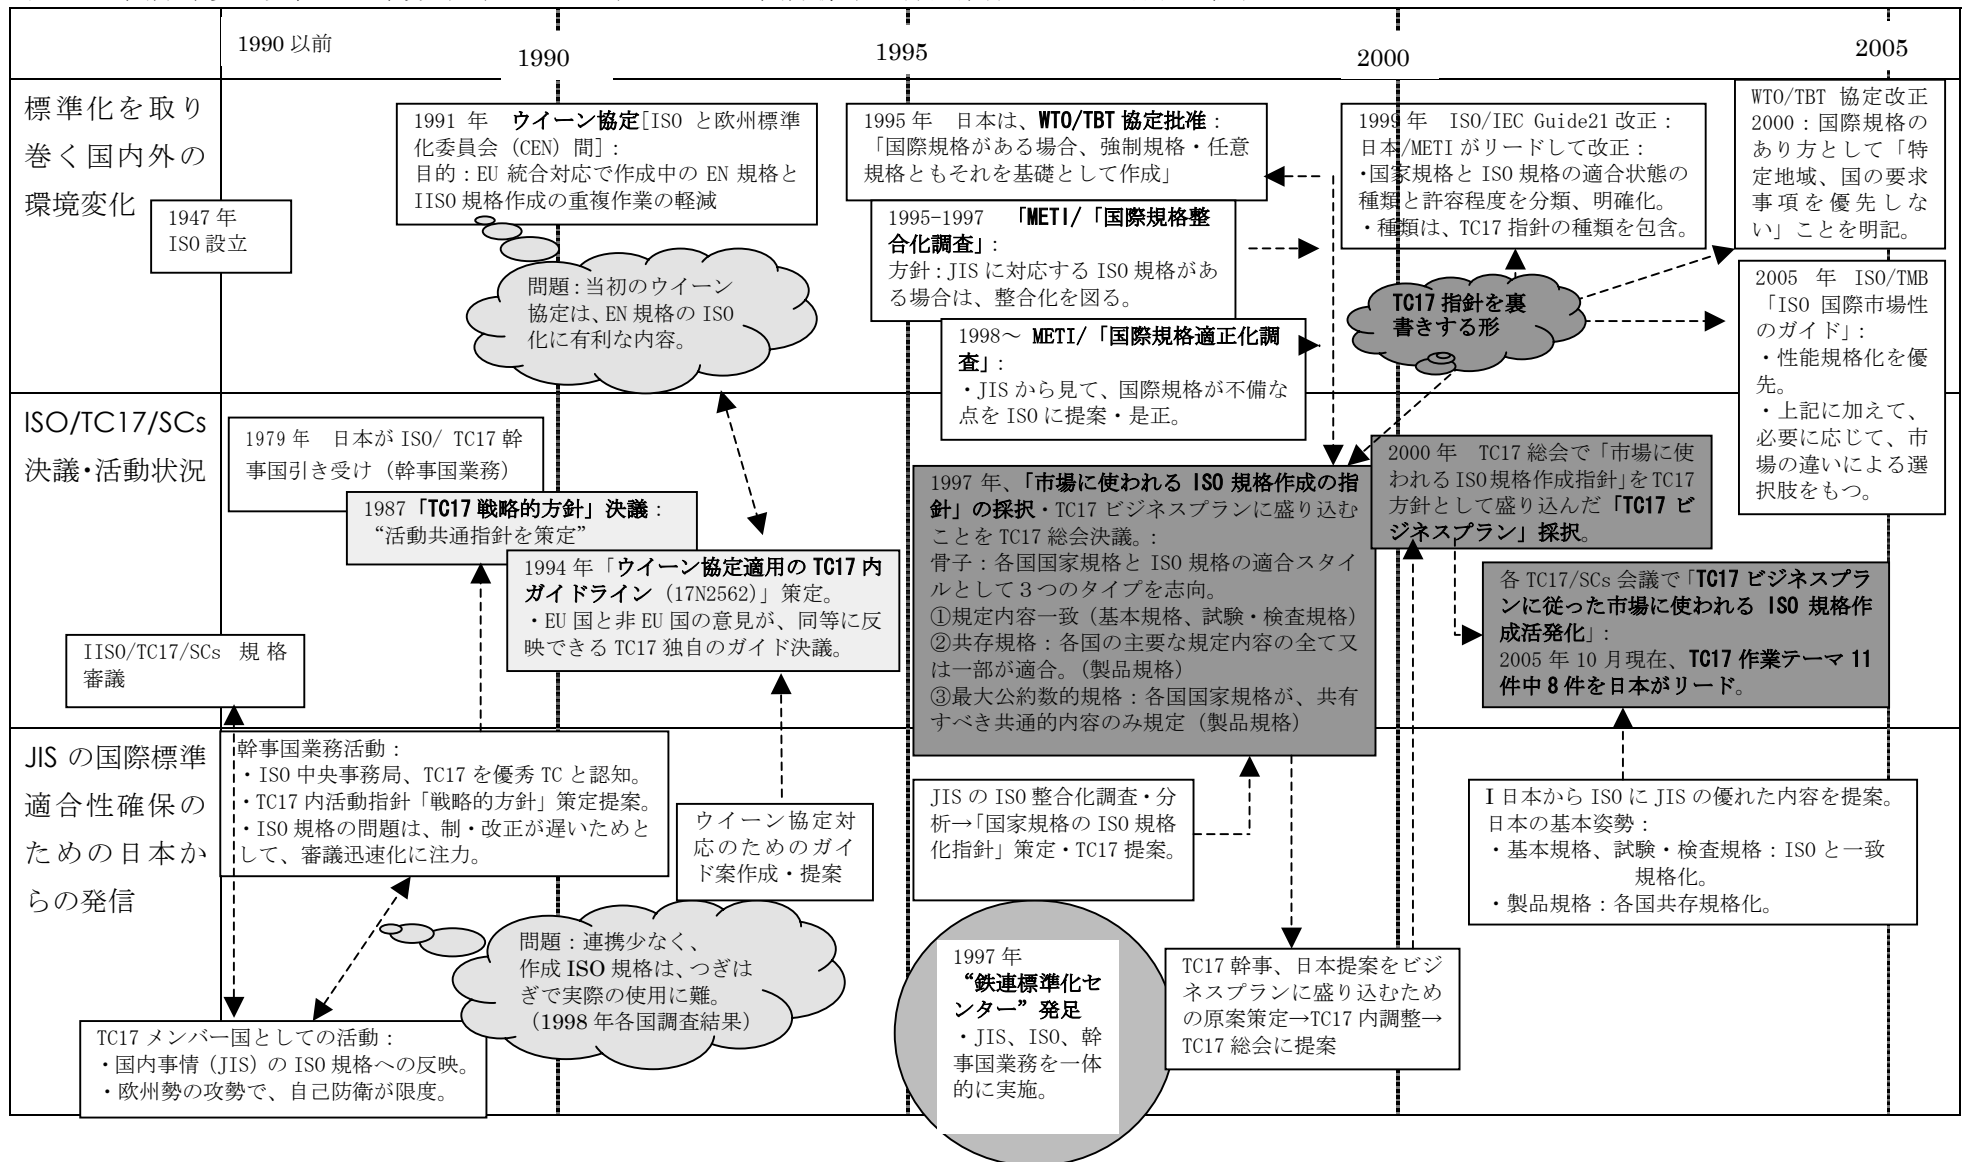 1990 以前
1990
1995
2000
2005
標準化を取り
巻く国内外の
環境変化
1947 年
ISO 設立
1991 年　ウイーン協定[ISO と欧州標準
化委員会（CEN）間]：
目的：EU 統合対応で作成中の EN 規格と
IISO 規格作成の重複作業の軽減
問題：当初のウイーン
協定は、EN 規格の ISO
化に有利な内容。
1995 年　日本は、WTO/TBT 協定批准：
「国際規格がある場合、強制規格・任意
規格ともそれを基礎として作成」
1995-1997　「METI/「国際規格整
合化調査」：
方針：JIS に対応する ISO 規格があ
る場合は、整合化を図る。
1998～ METI/「国際規格適正化調
査」：
・JIS から見て、国際規格が不備な
点を ISO に提案・是正。
1999 年　ISO/IEC Guide21 改正：
日本/METI がリードして改正：
・国家規格と ISO 規格の適合状態の
種類と許容程度を分類、明確化。
・種類は、TC17 指針の種類を包含。
TC17 指針を裏
書きする形
WTO/TBT 協定改正
2000：国際規格の
あり方として「特
定地域、国の要求
事項を優先しな
い」ことを明記。
2005 年 ISO/TMB
「ISO 国際市場性
のガイド」：
・性能規格化を優
先。
・上記に加えて、
必要に応じて、市
場の違いによる選
択肢をもつ。
ISO/TC17/SCs
決議・活動状況
1979 年　日本が ISO/ TC17 幹
事国引き受け（幹事国業務）
1987「TC17 戦略的方針」決議：
“活動共通指針を策定”
1994 年「ウイーン協定適用の TC17 内
ガイドライン（17N2562）」策定。
・EU 国と非 EU 国の意見が、同等に反
映できる TC17 独自のガイド決議。
IISO/TC17/SCs 規 格
審議
1997 年、「市場に使われる ISO 規格作成の指
針」の採択・TC17 ビジネスプランに盛り込む
ことを TC17 総会決議。：
骨子：各国国家規格と ISO 規格の適合スタイ
ルとして３つのタイプを志向。
①規定内容一致（基本規格、試験・検査規格）
②共存規格：各国の主要な規定内容の全て又
は一部が適合。（製品規格）
③最大公約数的規格：各国国家規格が、共有
すべき共通的内容のみ規定（製品規格）
2000 年　TC17 総会で「市場に使
われる ISO 規格作成指針」を TC17
方針として盛り込んだ「TC17 ビ
ジネスプラン」採択。
各 TC17/SCs 会議で「TC17 ビジネスプラ
ンに従った市場に使われる ISO 規格作
成活発化」：
2005 年 10 月現在、TC17 作業テーマ 11
件中 8 件を日本がリード。
JIS の国際標準
適合性確保の
ための日本か
らの発信
幹事国業務活動：
・ISO 中央事務局、TC17 を優秀 TC と認知。
・TC17 内活動指針「戦略的方針」策定提案。
・ISO 規格の問題は、制・改正が遅いためと
して、審議迅速化に注力。
ウイーン協定対
応のためのガイ
ド案作成・提案
問題：連携少なく、
作成 ISO 規格は、つぎは
ぎで実際の使用に難。
（1998 年各国調査結果）
TC17 メンバー国としての活動：
・国内事情（JIS）の ISO 規格への反映。
・欧州勢の攻勢で、自己防衛が限度。
JIS の ISO 整合化調査・分
析→「国家規格の ISO 規格
化指針」策定・TC17 提案。
1997 年
“鉄連標準化セ
ンター”発足
・JIS、ISO、幹
事国業務を一体
的に実施。
TC17 幹事、日本提案をビジ
ネスプランに盛り込むため
の原案策定→TC17 内調整→
TC17 総会に提案
I 日本から ISO に JIS の優れた内容を提案。
日本の基本姿勢：
・基本規格、試験・検査規格：ISO と一致
規格化。
・製品規格：各国共存規格化。